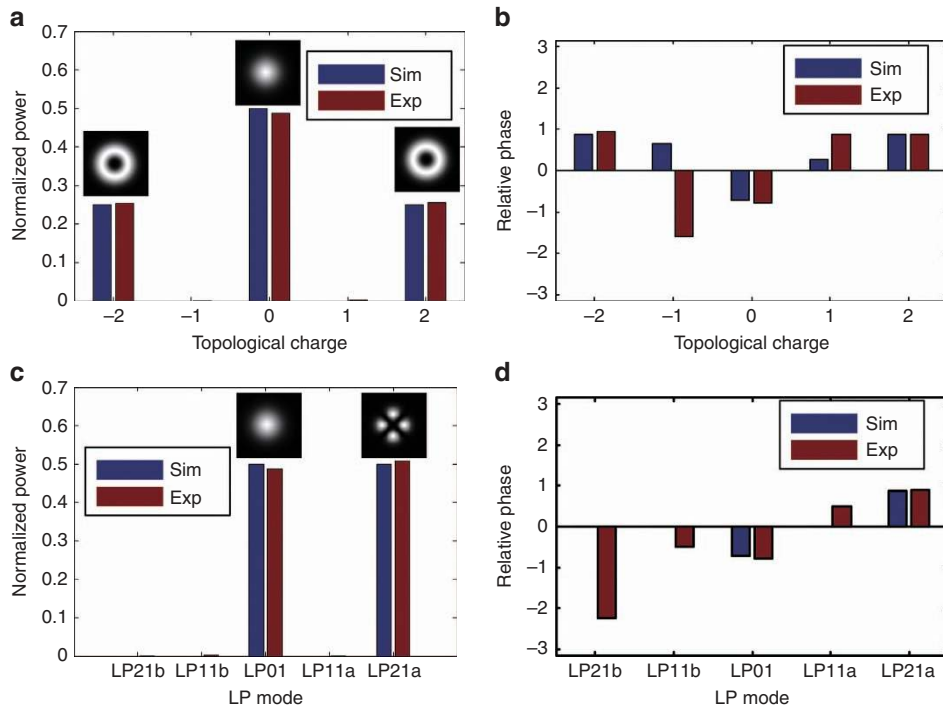 a
0.7
0.6
0.5
0.4
0.3
0.2
0.1
0
Normalized power
Sim
Exp
–2 –1 0 1 2
Topological charge
b
3
2
1
0
–1
–2
–3
Relative phase
Sim
Exp
–2 –1 0 1 2
Topological charge
c
0.7
0.6
0.5
0.4
0.3
0.2
0.1
0
Normalized power
Sim
Exp
LP21b LP11b LP01 LP11a LP21a
LP mode
d
3
2
1
0
–1
–2
–3
Relative phase
Sim
Exp
LP21b LP11b LP01 LP11a LP21a
LP mode